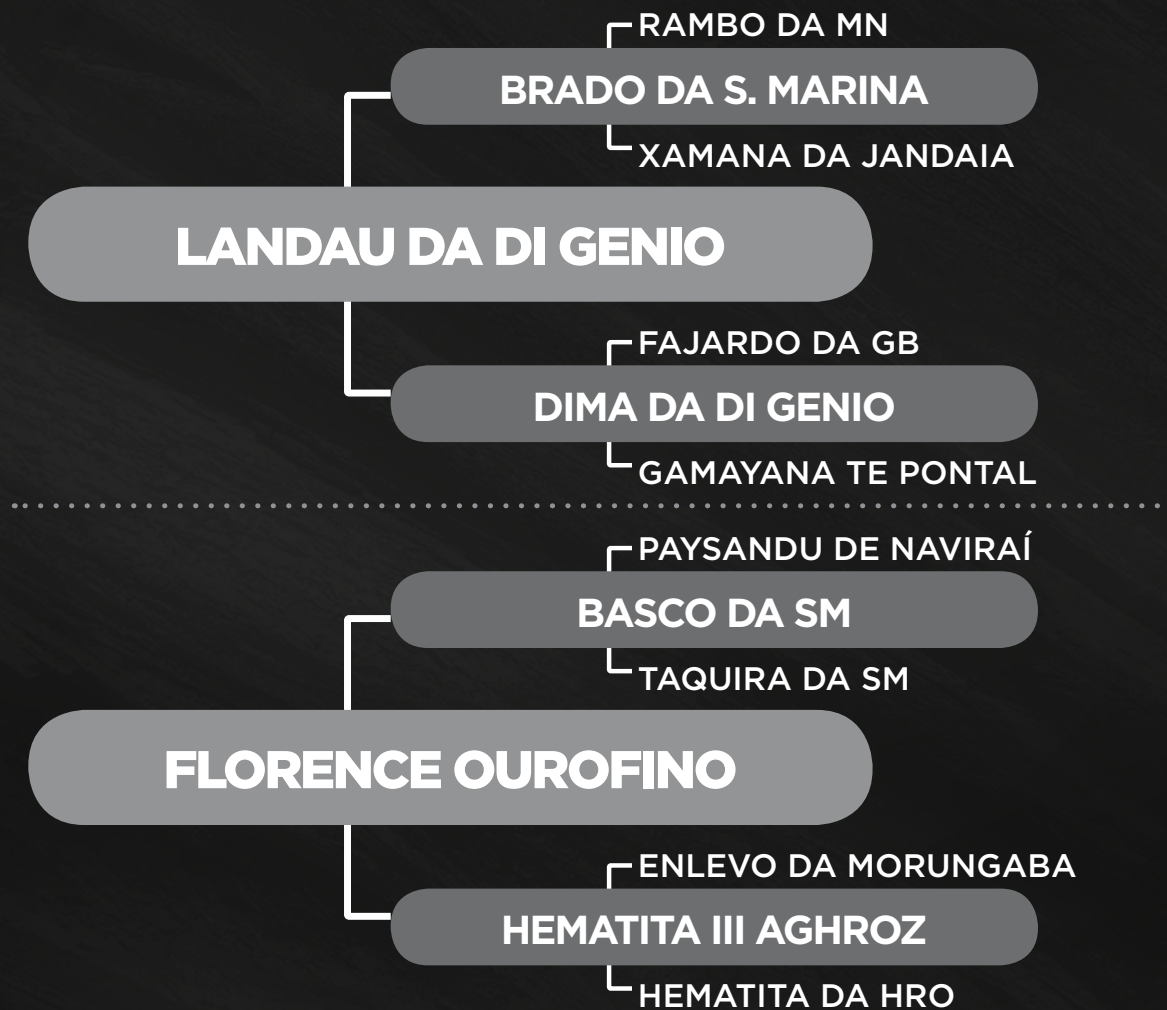 RAMBO DA MN
BRADO DA S. MARINA
XAMANA DA JANDAIA
LANDAU DA DI GENIO
FAJARDO DA GB
DIMA DA DI GENIO
GAMAYANA TE PONTAL
PAYSANDU DE NAVIRAÍ
BASCO DA SM
TAQUIRA DA SM
FLORENCE OUROFINO
ENLEVO DA MORUNGABA
HEMATITA III AGHROZ
HEMATITA DA HRO